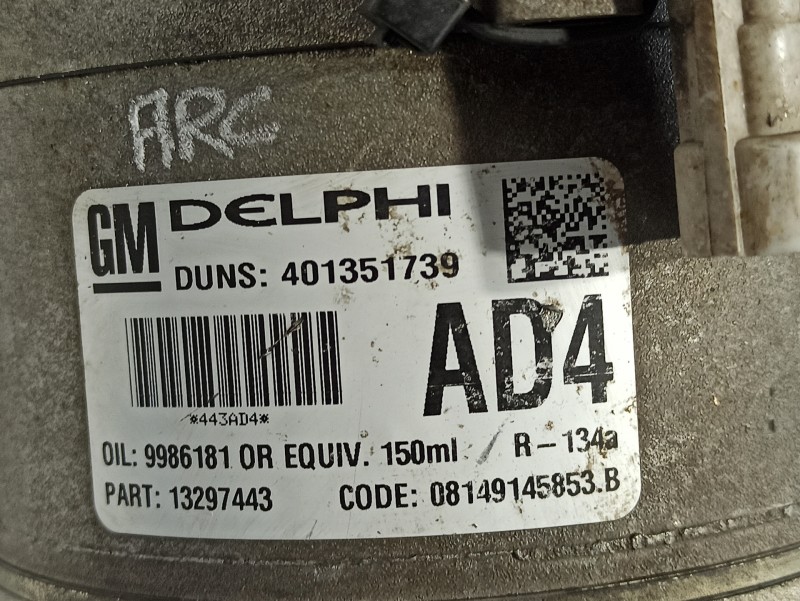 ARC
GM DELPHI
DUNS: 401351739
AD4
*443AD4*
OIL: 9986181 OR EQUIV. 150ml R-134a
PART: 13297443 CODE: 08149145853.B